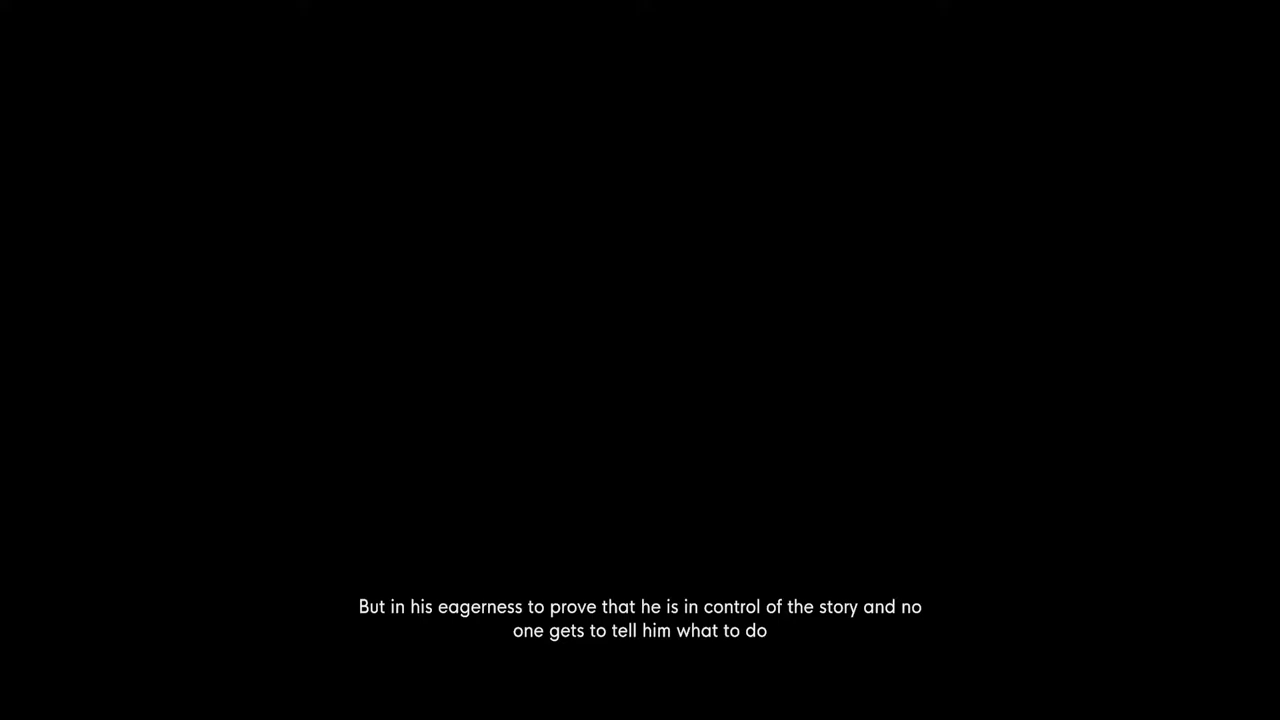 But in his eagerness to prove that he is in control of the story and no
one gets to tell him what to do